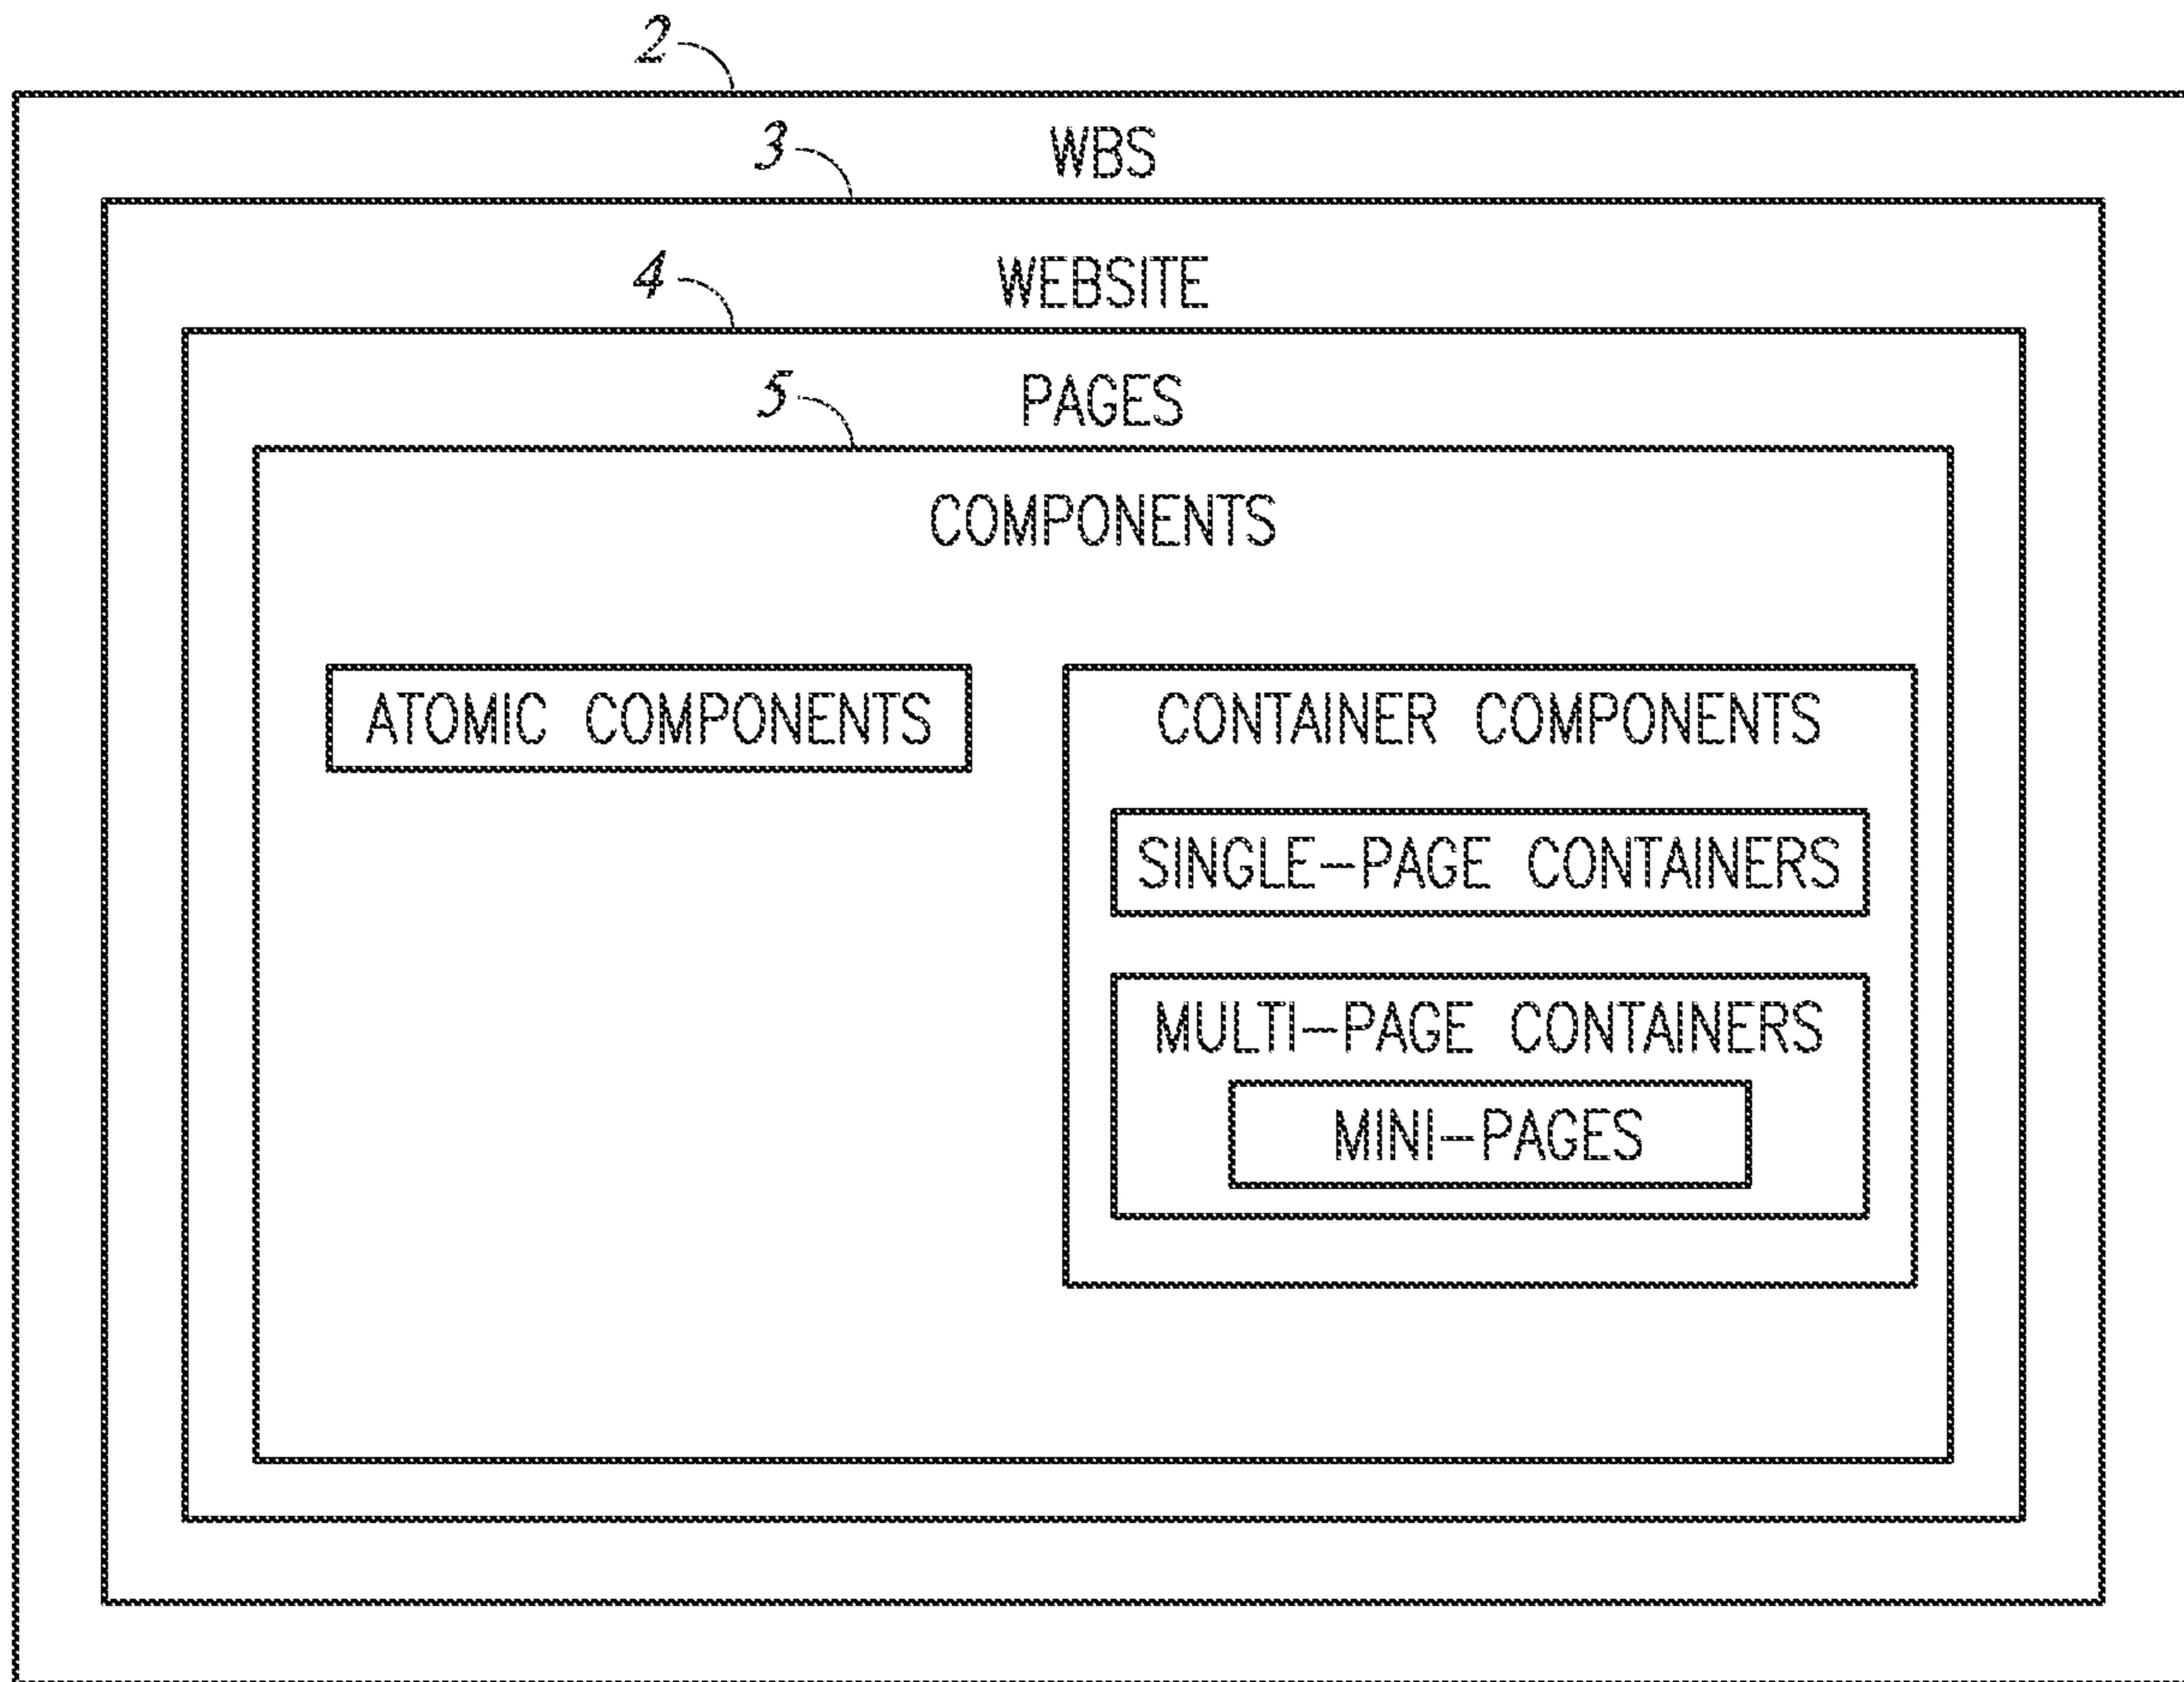 2
WBS
3
WEBSITE
4
PAGES
5
COMPONENTS
ATOMIC COMPONENTS
CONTAINER COMPONENTS
SINGLE-PAGE CONTAINERS
MULTI-PAGE CONTAINERS
MINI-PAGES